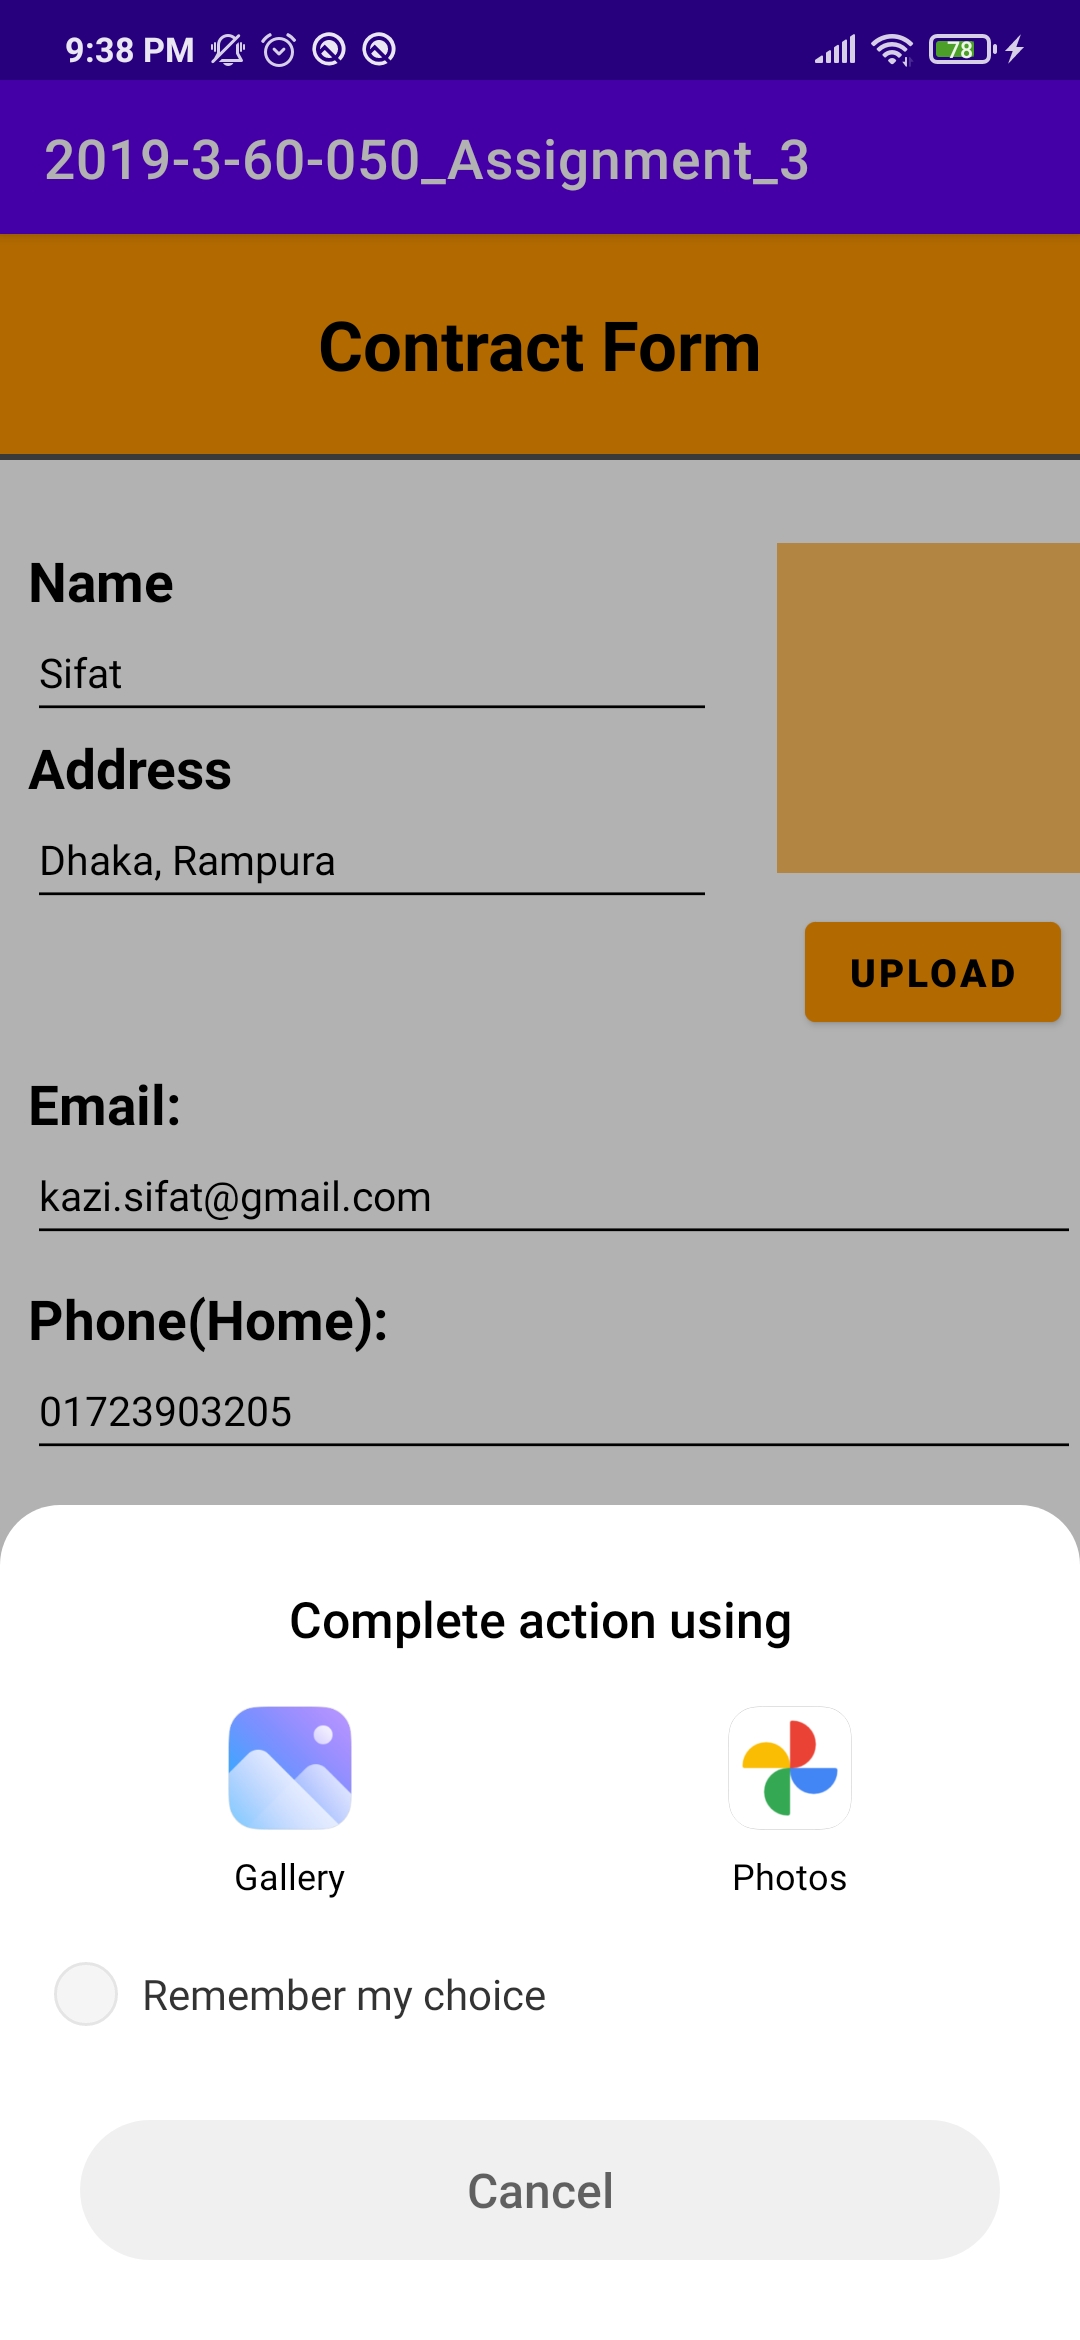 9:38 PM 78
2019-3-60-050_Assignment_3
Contract Form
Name
Sifat
Address
Dhaka, Rampura
UPLOAD
Email:
kazi.sifat@gmail.com
Phone(Home):
01723903205
Complete action using
Gallery Photos
Remember my choice
Cancel